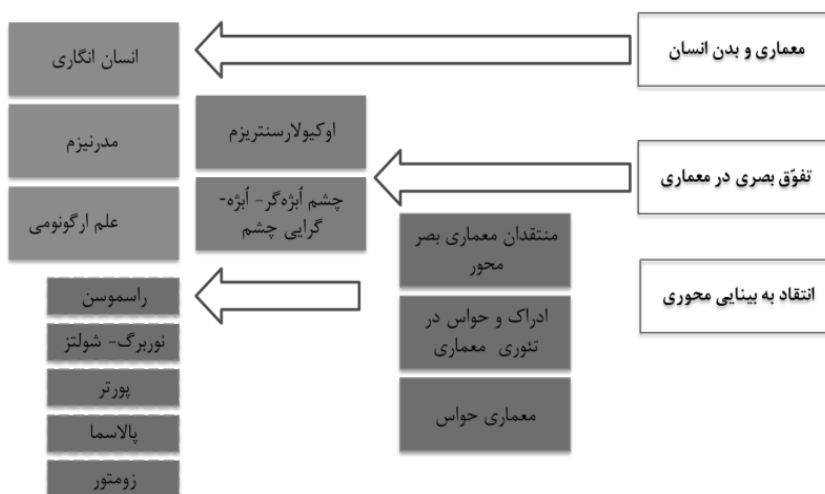 معماری و بدن انسان
انسان انگاری
مدرنیزم
علم ارگونومی
تفوّق بصری در معماری
اوکیولارسنتریزم
چشم اُبژه‌گر- اُبژه-
گرایی چشم
انتقاد به بینایی محوری
منتقدان معماری بصر
محور
ادراک و حواس در
تئوری معماری
معماری حواس
راسموسن
نوربرگ- شولتز
پورتر
پالاسما
زومتور